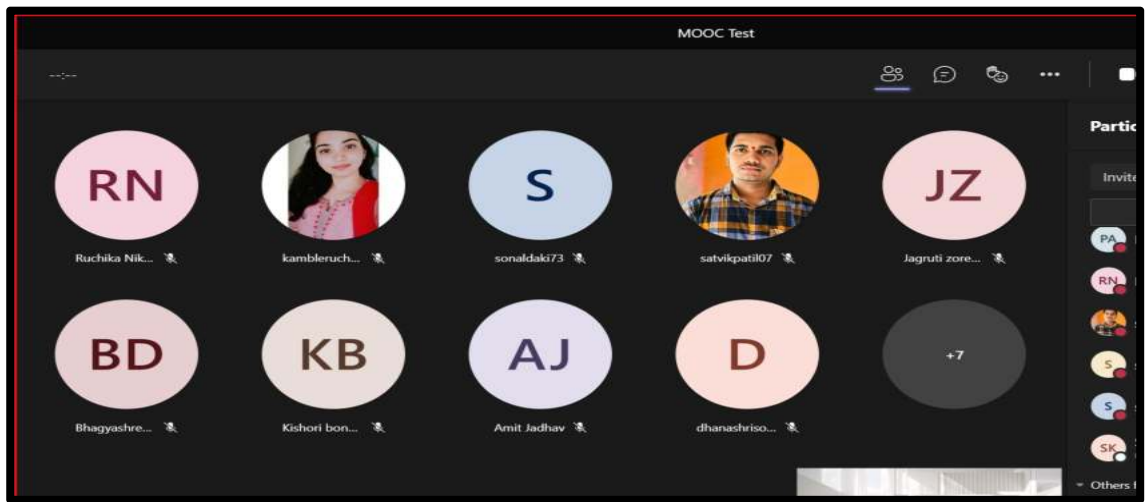 MOOC Test
--:--
Partic
Invite
RN S JZ
Ruchika Nik... kambleruch... sonaldaki73 satvikpatil07 Jagruti zore...
BD KB AJ D +7
Bhagyashre... Kishori bon... Amit Jadhav dhanashriso...
PA
RN
S
S
SK
Others